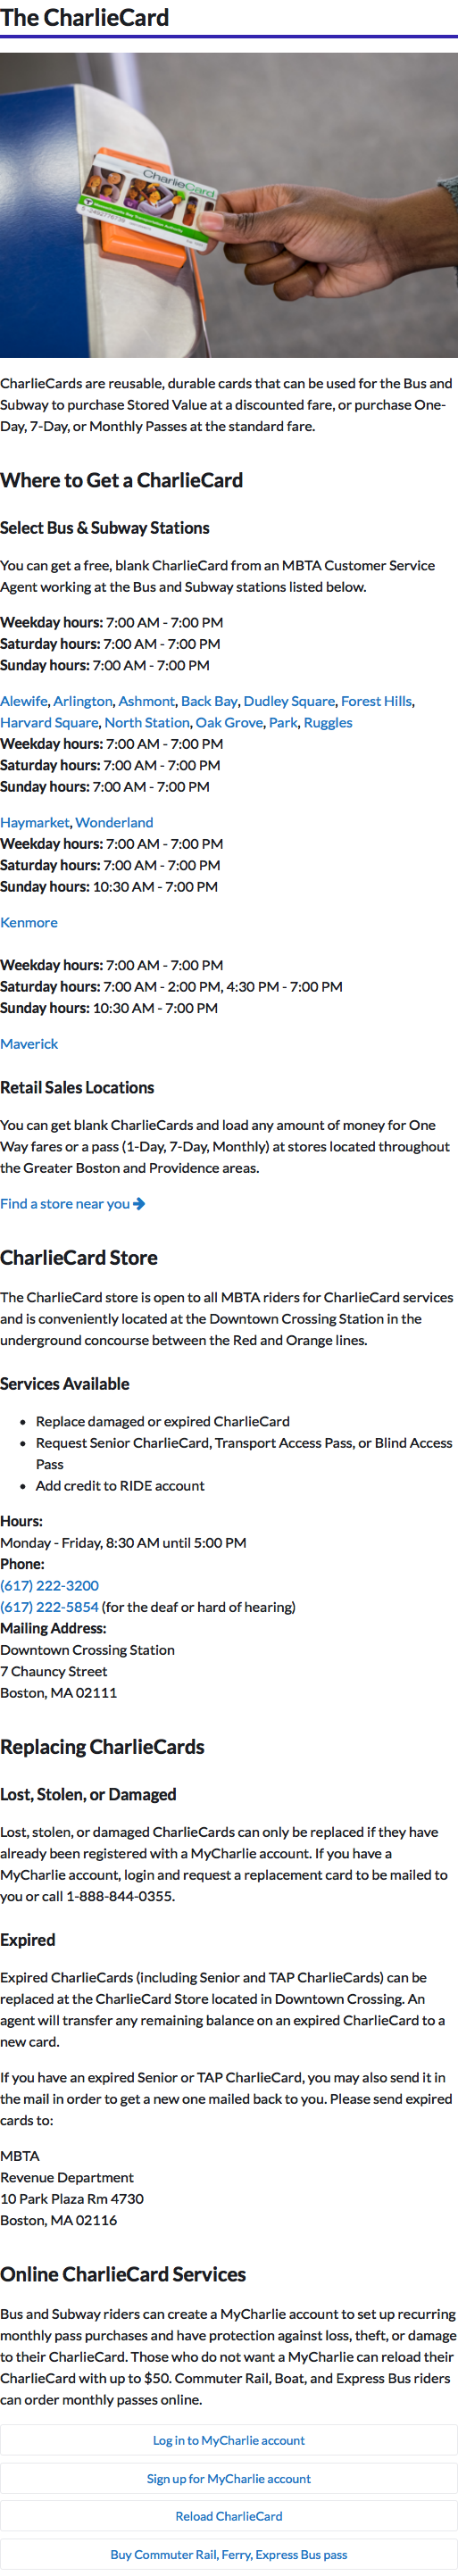 The CharlieCard
CharlieCard
CharlieCards are reusable, durable cards that can be used for the Bus and
Subway to purchase Stored Value at a discounted fare, or purchase One-
Day, 7-Day, or Monthly Passes at the standard fare.
Where to Get a CharlieCard
Select Bus & Subway Stations
You can get a free, blank CharlieCard from an MBTA Customer Service
Agent working at the Bus and Subway stations listed below.
Weekday hours: 7:00 AM - 7:00 PM
Saturday hours: 7:00 AM - 7:00 PM
Sunday hours: 7:00 AM - 7:00 PM
Alewife, Arlington, Ashmont, Back Bay, Dudley Square, Forest Hills,
Harvard Square, North Station, Oak Grove, Park, Ruggles
Weekday hours: 7:00 AM - 7:00 PM
Saturday hours: 7:00 AM - 7:00 PM
Sunday hours: 7:00 AM - 7:00 PM
Haymarket, Wonderland
Weekday hours: 7:00 AM - 7:00 PM
Saturday hours: 7:00 AM - 7:00 PM
Sunday hours: 10:30 AM - 7:00 PM
Kenmore
Weekday hours: 7:00 AM - 7:00 PM
Saturday hours: 7:00 AM - 2:00 PM, 4:30 PM - 7:00 PM
Sunday hours: 10:30 AM - 7:00 PM
Maverick
Retail Sales Locations
You can get blank CharlieCards and load any amount of money for One
Way fares or a pass (1-Day, 7-Day, Monthly) at stores located throughout
the Greater Boston and Providence areas.
Find a store near you
CharlieCard Store
The CharlieCard store is open to all MBTA riders for CharlieCard services
and is conveniently located at the Downtown Crossing Station in the
underground concourse between the Red and Orange lines.
Services Available
• Replace damaged or expired CharlieCard
• Request Senior CharlieCard, Transport Access Pass, or Blind Access
Pass
• Add credit to RIDE account
Hours:
Monday - Friday, 8:30 AM until 5:00 PM
Phone:
(617) 222-3200
(617) 222-5854 (for the deaf or hard of hearing)
Mailing Address:
Downtown Crossing Station
7 Chauncy Street
Boston, MA 02111
Replacing CharlieCards
Lost, Stolen, or Damaged
Lost, stolen, or damaged CharlieCards can only be replaced if they have
already been registered with a MyCharlie account. If you have a
MyCharlie account, login and request a replacement card to be mailed to
you or call 1-888-844-0355.
Expired
Expired CharlieCards (including Senior and TAP CharlieCards) can be
replaced at the CharlieCard Store located in Downtown Crossing. An
agent will transfer any remaining balance on an expired CharlieCard to a
new card.
If you have an expired Senior or TAP CharlieCard, you may also send it in
the mail in order to get a new one mailed back to you. Please send expired
cards to:
MBTA
Revenue Department
10 Park Plaza Rm 4730
Boston, MA 02116
Online CharlieCard Services
Bus and Subway riders can create a MyCharlie account to set up recurring
monthly pass purchases and have protection against loss, theft, or damage
to their CharlieCard. Those who do not want a MyCharlie can reload their
CharlieCard with up to $50. Commuter Rail, Boat, and Express Bus riders
can order monthly passes online.
Log in to MyCharlie account
Sign up for MyCharlie account
Reload CharlieCard
Buy Commuter Rail, Ferry, Express Bus pass